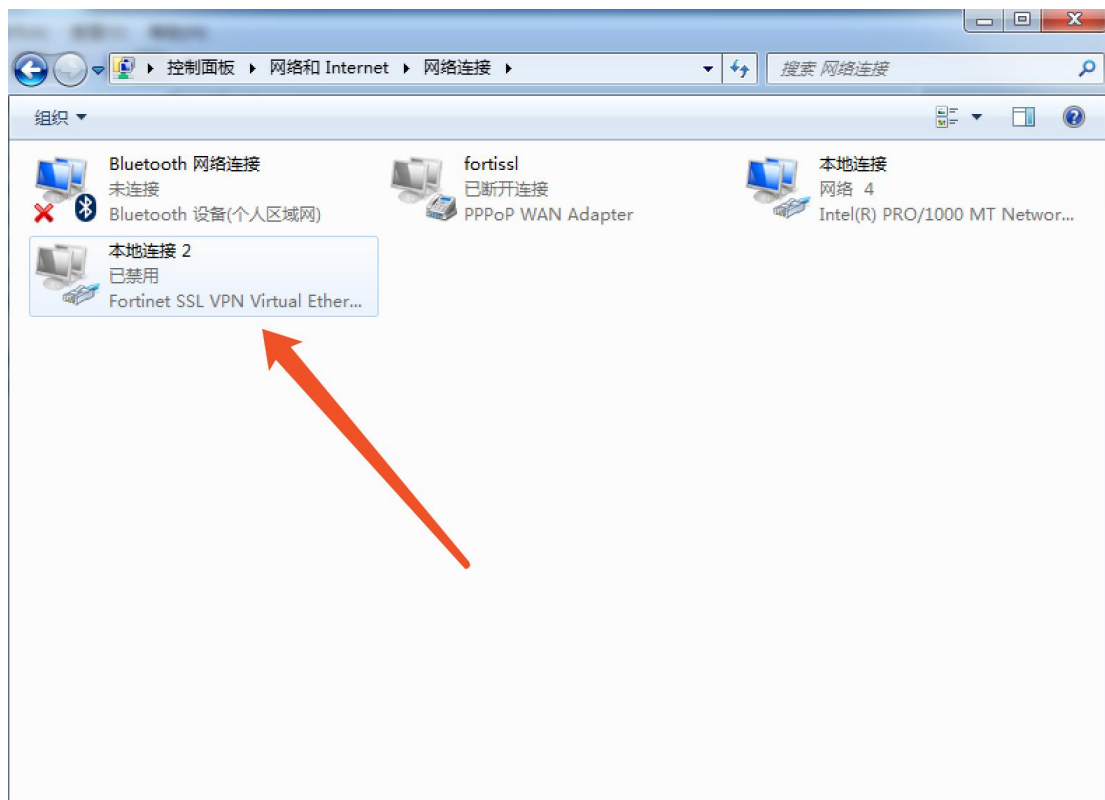 控制面板 网络和 Internet 网络连接
搜索 网络连接
组织
Bluetooth 网络连接
未连接
Bluetooth 设备(个人区域网)
fortissl
已断开连接
PPPoP WAN Adapter
本地连接
网络 4
Intel(R) PRO/1000 MT Networ...
本地连接 2
已禁用
Fortinet SSL VPN Virtual Ether...